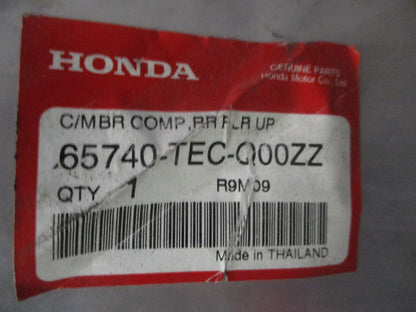 HONDA
GENUINE PARTS
Honda Motor Co., Ltd.
C/MBR COMP.,RR FLR UP
65740-TEC-Q00ZZ
QTY 1 R9M09
Made in THAILAND